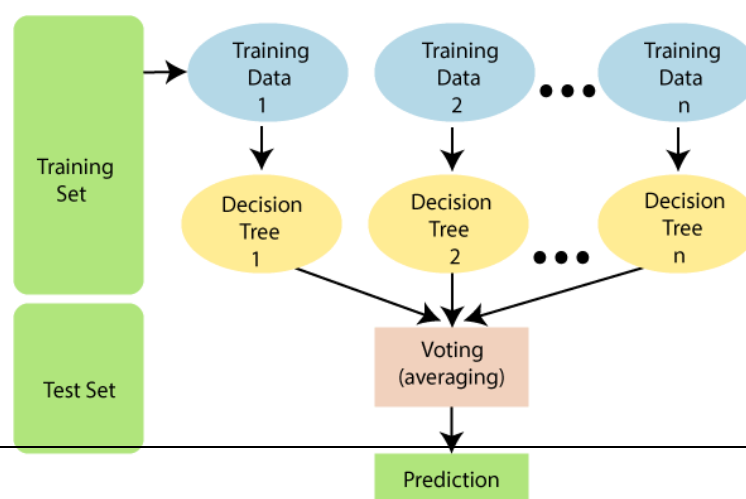 Training
Set
Test Set
Training
Data
1
Training
Data
2
Training
Data
n
Decision
Tree
1
Decision
Tree
2
Decision
Tree
n
Voting
(averaging)
Prediction